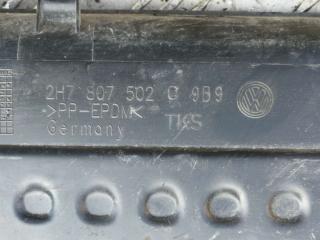 2H7 807 502 G 9B9
>PP-EPDM<
TKS
Germany